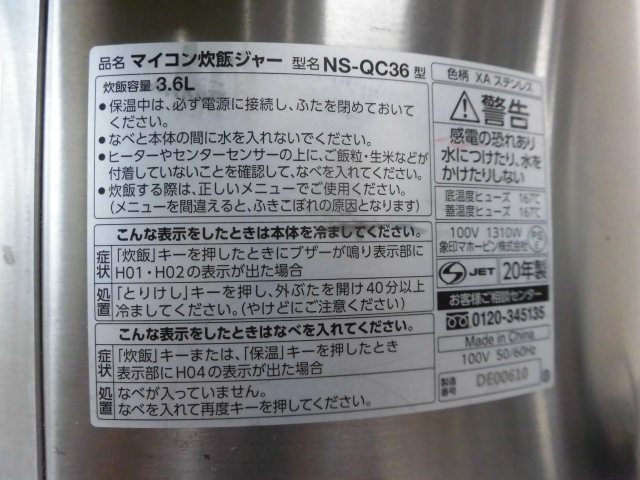 品名 マイコン炊飯ジャー 型名 NS-QC36 型
炊飯容量 3.6L
●保温中は、必ず電源に接続し、ふたを閉めておいて
ください。
●なべと本体の間に水を入れないでください。
●ヒーターやセンターセンサーの上に、ご飯粒・生米などが
付着していないことを確認して、なべを入れてください。
●炊飯する際は、正しいメニューでご使用ください。
(メニューを間違えると、ふきこぼれの原因となります)
こんな表示をしたときは本体を冷ましてください。
症状 「炊飯」キーを押したときにブザーが鳴り表示部に
H01・H02の表示が出た場合
処置 「とりけし」キーを押し、外ぶたを開け40分以上
冷ましてください。(やけどにご注意ください)
こんな表示をしたときはなべを入れてください。
症状 「炊飯」キーまたは、「保温」キーを押したとき
表示部にH04の表示が出た場合
処置 なべが入っていません。
なべを入れて再度キーを押してください。
色柄 XA ステンレス
警告
感電の恐れあり
水につけたり、水を
かけたりしない
底温度ヒューズ 167℃
蓋温度ヒューズ 167℃
100V 1310W
象印マホービン株式会社
PSE
JET 20年製
お客様ご相談センター
0120-345135
Made in China
100V 50/60Hz
製造番号 DE00610